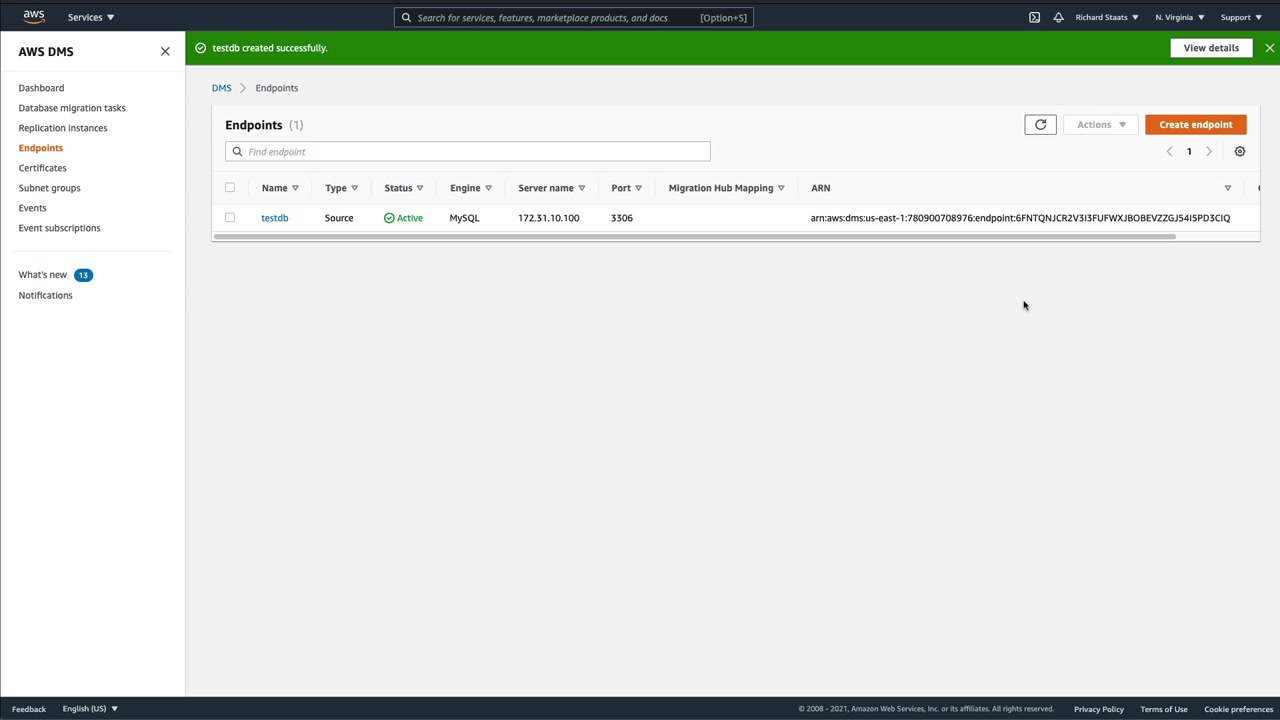 aws Services Search for services, features, marketplace products, and docs [Option+S] Richard Staats N. Virginia Support
AWS DMS
testdb created successfully. View details
Dashboard
Database migration tasks
Replication instances
Endpoints
Certificates
Subnet groups
Events
Event subscriptions
What's new 13
Notifications
DMS Endpoints
Endpoints (1) Actions Create endpoint
Find endpoint 1
Name Type Status Engine Server name Port Migration Hub Mapping ARN
testdb Source Active MySQL 172.31.10.100 3306 arn:aws:dms:us-east-1:780900708976:endpoint:6FNTQNJCR2V3I3FUFWXJBOBEVZZGJ54I5PD3CIQ
Feedback English (US) © 2008 - 2021, Amazon Web Services, Inc. or its affiliates. All rights reserved. Privacy Policy Terms of Use Cookie preferences